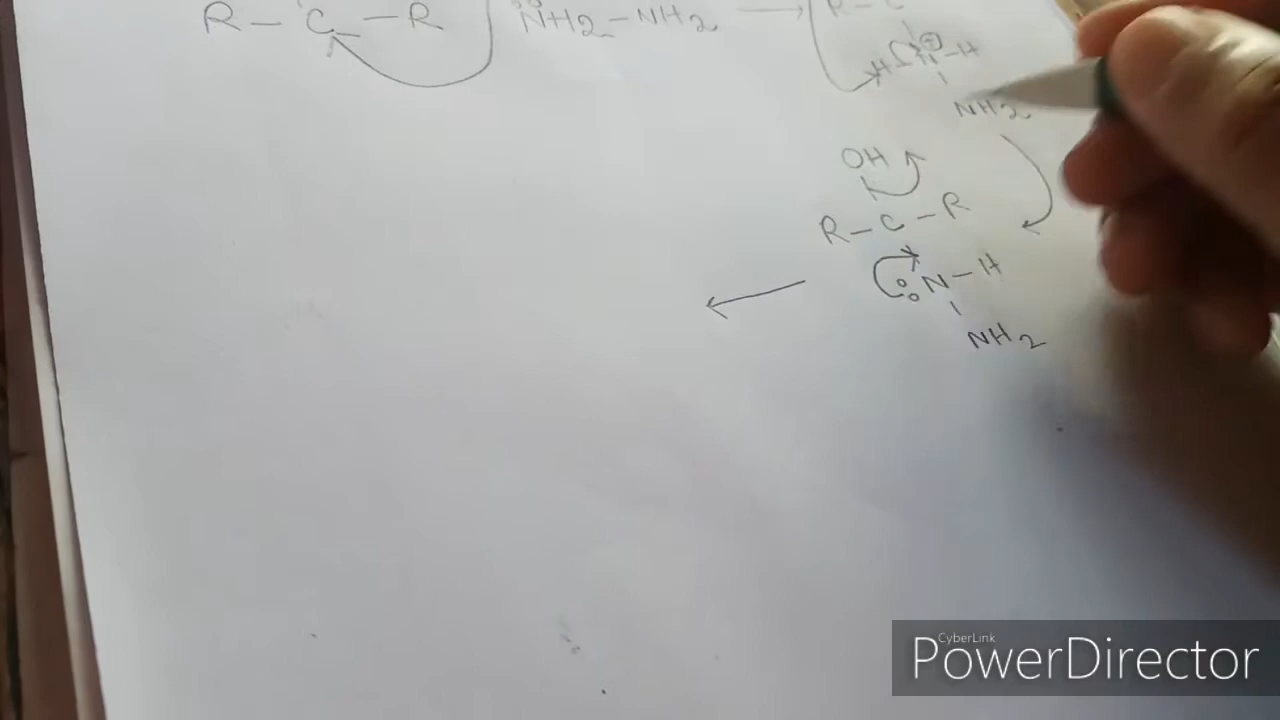 R - C - R NH2 - NH2 → R - C
H N ⊕ - H
NH2
OH
R - C - R
N - H
NH2
CyberLink
PowerDirector